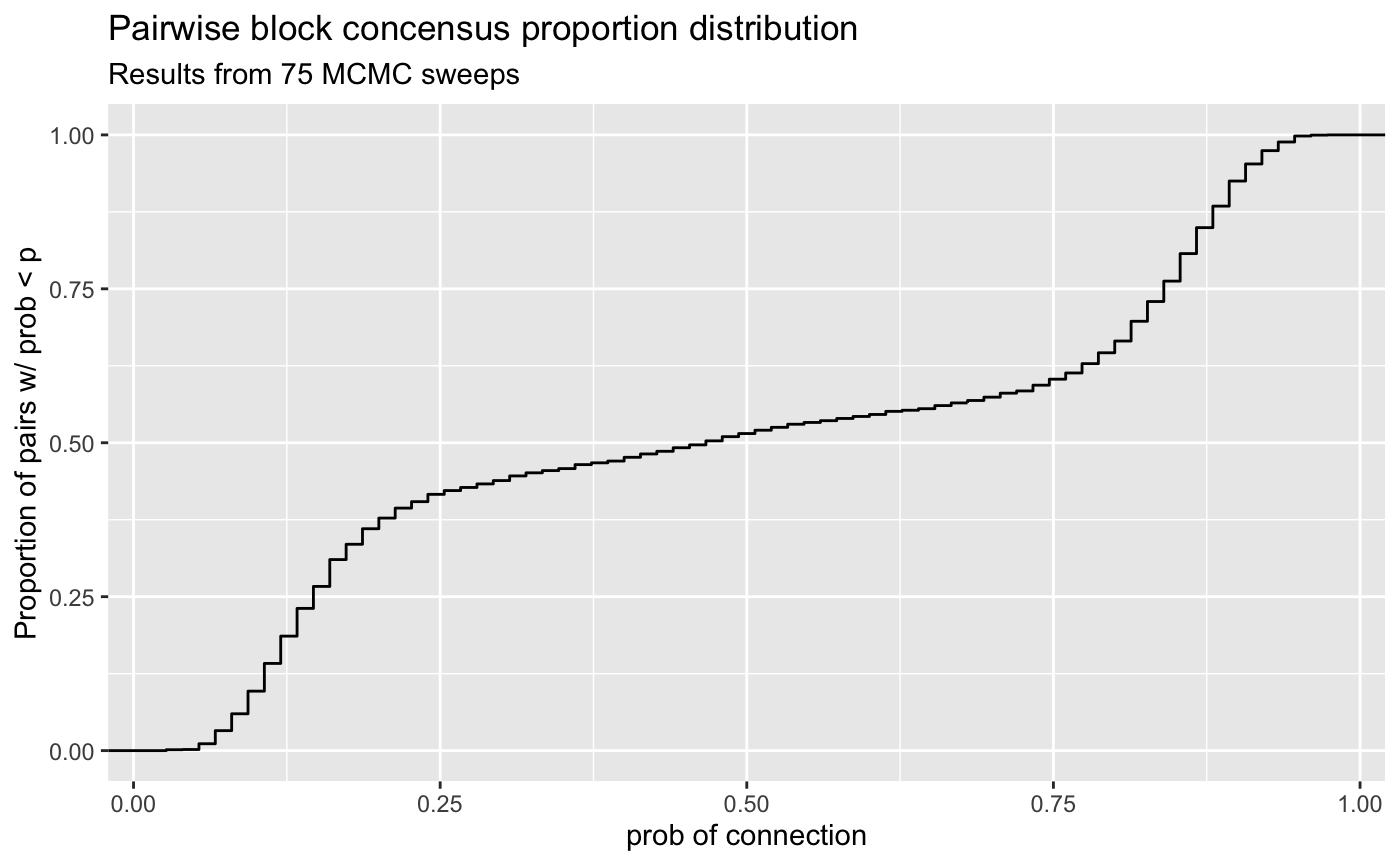 Pairwise block concensus proportion distribution
Results from 75 MCMC sweeps
Proportion of pairs w/ prob < p
1.00
0.75
0.50
0.25
0.00
0.00 0.25 0.50 0.75 1.00
prob of connection